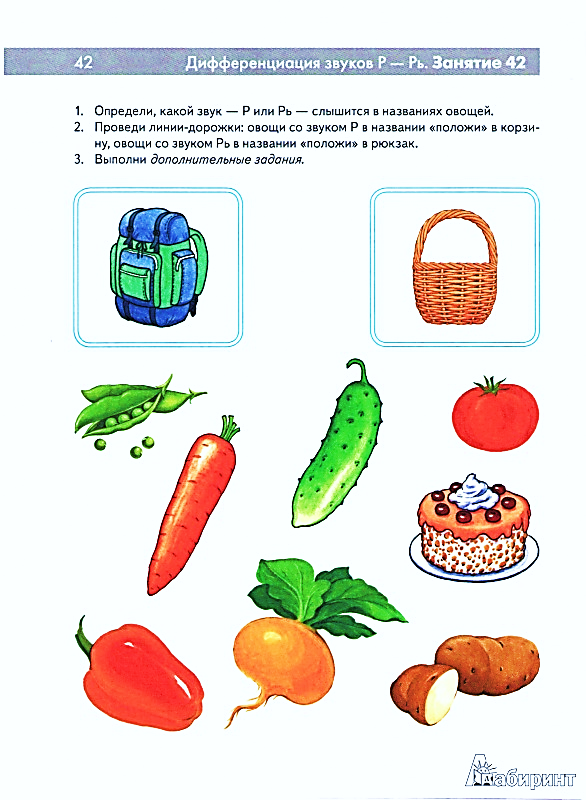 42 Дифференциация звуков Р — Рь. Занятие 42
1. Определи, какой звук — Р или Рь — слышится в названиях овощей.
2. Проведи линии-дорожки: овощи со звуком Р в названии «положи» в корзи-
ну, овощи со звуком Рь в названии «положи» в рюкзак.
3. Выполни дополнительные задания.
Лабиринт